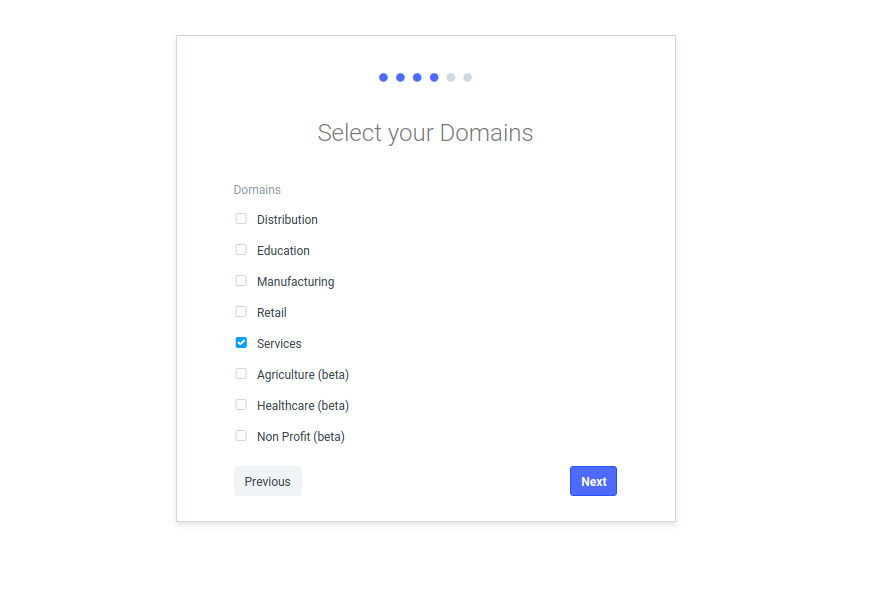 Select your Domains
Domains
Distribution
Education
Manufacturing
Retail
Services
Agriculture (beta)
Healthcare (beta)
Non Profit (beta)
Previous
Next